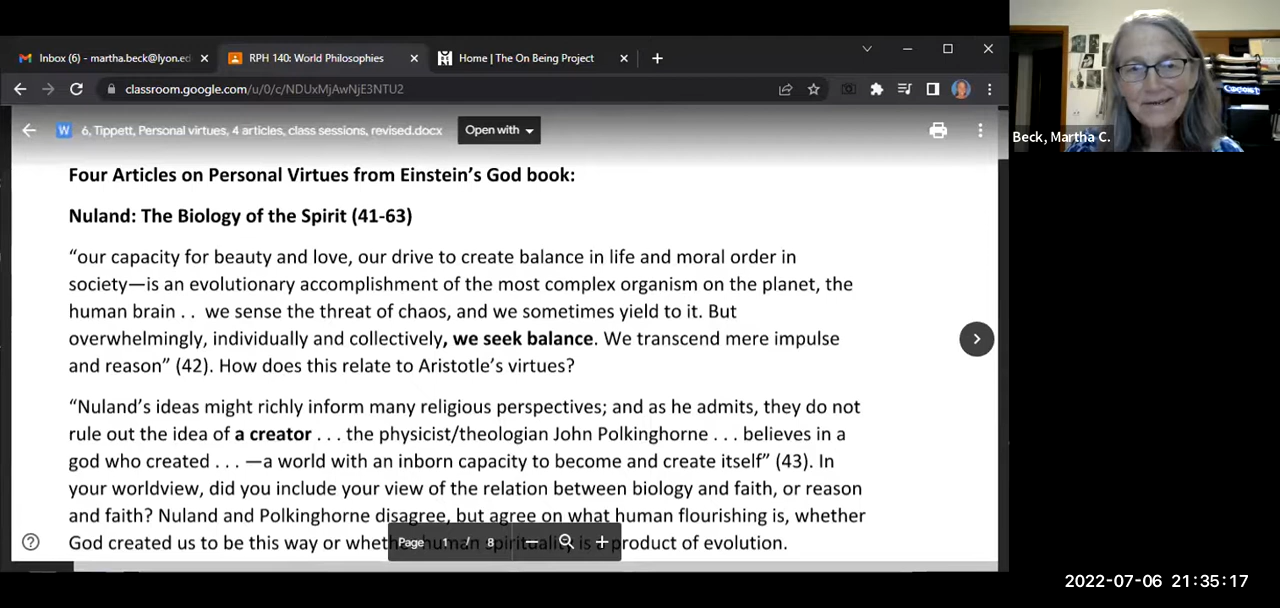 Inbox (6) - martha.beck@lyon.ed
RPH 140: World Philosophies
Home | The On Being Project
classroom.google.com/u/0/c/NDUxMjAwNjE3NTU2
W 6, Tippett, Personal virtues, 4 articles, class sessions, revised.docx
Open with
Beck, Martha C.
Four Articles on Personal Virtues from Einstein's God book:
Nuland: The Biology of the Spirit (41-63)
“our capacity for beauty and love, our drive to create balance in life and moral order in
society—is an evolutionary accomplishment of the most complex organism on the planet, the
human brain . . we sense the threat of chaos, and we sometimes yield to it. But
overwhelmingly, individually and collectively, we seek balance. We transcend mere impulse
and reason” (42). How does this relate to Aristotle’s virtues?
“Nuland’s ideas might richly inform many religious perspectives; and as he admits, they do not
rule out the idea of a creator . . . the physicist/theologian John Polkinghorne . . . believes in a
god who created . . . —a world with an inborn capacity to become and create itself” (43). In
your worldview, did you include your view of the relation between biology and faith, or reason
and faith? Nuland and Polkinghorne disagree, but agree on what human flourishing is, whether
God created us to be this way or whether human spirituality is a product of evolution.
Page 1 / 8
2022-07-06 21:35:17